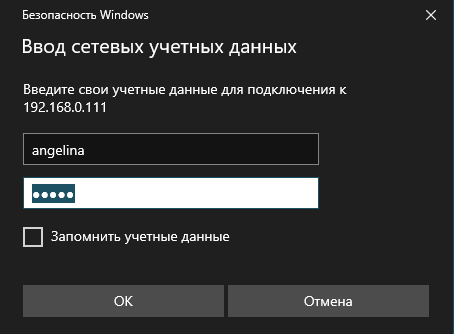 Безопасность Windows
Ввод сетевых учетных данных
Введите свои учетные данные для подключения к
192.168.0.111
angelina
●●●●●
Запомнить учетные данные
ОК
Отмена